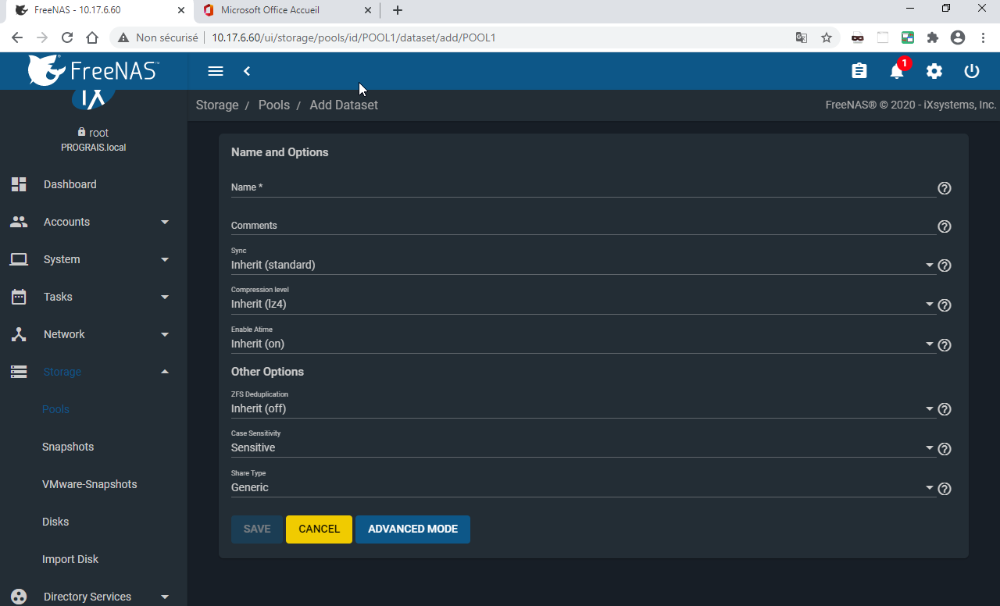 FreeNAS - 10.17.6.60
Microsoft Office Accueil
Non sécurisé | 10.17.6.60/ui/storage/pools/id/POOL1/dataset/add/POOL1
FreeNAS™
1
iX
root
PROGRAIS.local
Storage / Pools / Add Dataset
FreeNAS® © 2020 - iXsystems, Inc.
Dashboard
Accounts
System
Tasks
Network
Storage
Pools
Snapshots
VMware-Snapshots
Disks
Import Disk
Directory Services
Name and Options
Name *
Comments
Sync
Inherit (standard)
Compression level
Inherit (lz4)
Enable Atime
Inherit (on)
Other Options
ZFS Deduplication
Inherit (off)
Case Sensitivity
Sensitive
Share Type
Generic
SAVE CANCEL ADVANCED MODE